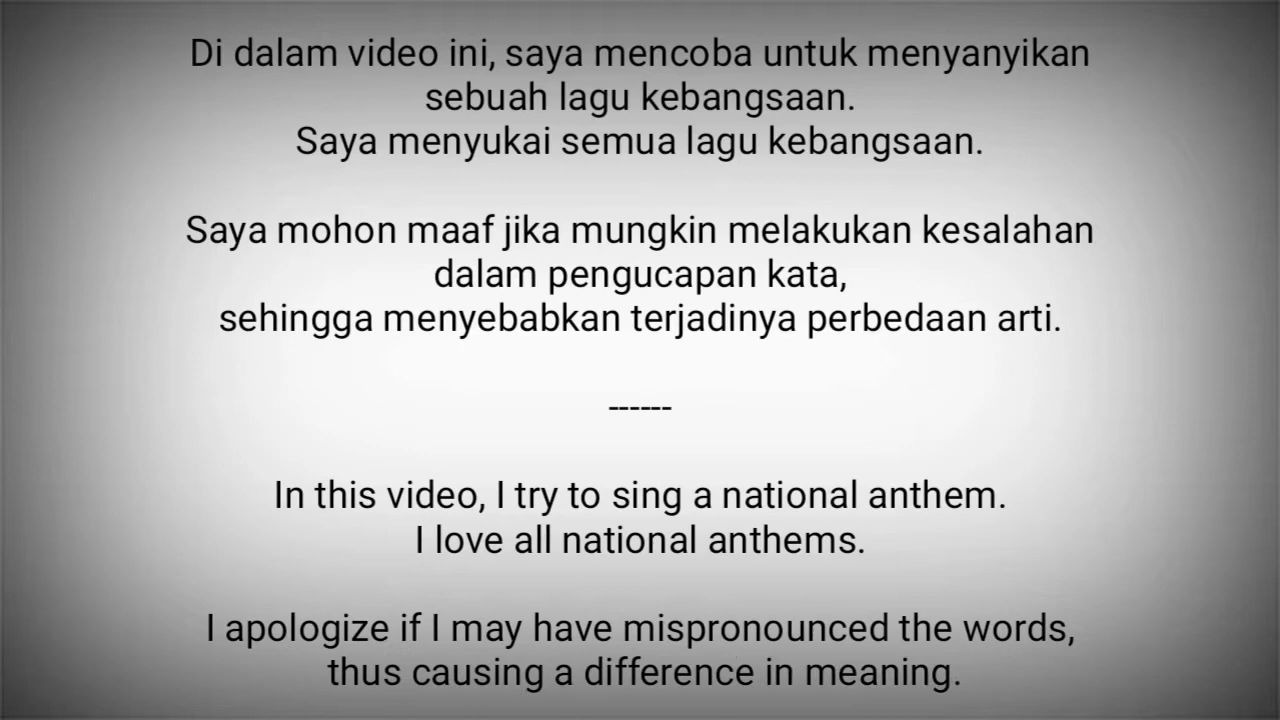 Di dalam video ini, saya mencoba untuk menyanyikan
sebuah lagu kebangsaan.
Saya menyukai semua lagu kebangsaan.
Saya mohon maaf jika mungkin melakukan kesalahan
dalam pengucapan kata,
sehingga menyebabkan terjadinya perbedaan arti.
------
In this video, I try to sing a national anthem.
I love all national anthems.
I apologize if I may have mispronounced the words,
thus causing a difference in meaning.